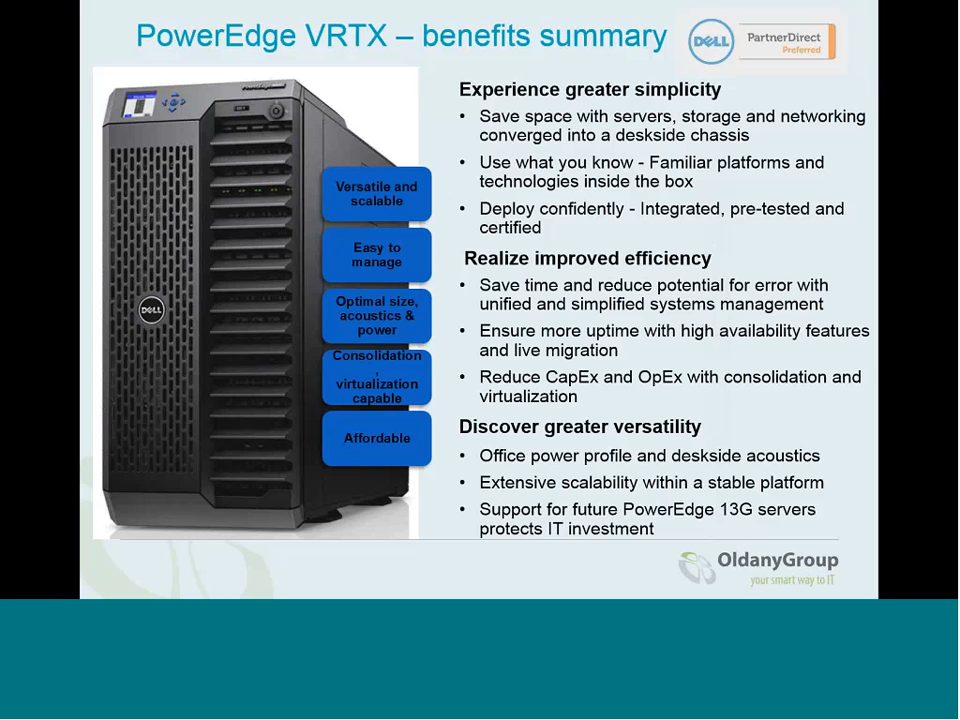 PowerEdge VRTX – benefits summary
DELL
PartnerDirect
Preferred
DELL
Versatile and
scalable
Easy to
manage
Optimal size,
acoustics &
power
Consolidation
,
virtualization
capable
Affordable
Experience greater simplicity
• Save space with servers, storage and networking
converged into a deskside chassis
• Use what you know - Familiar platforms and
technologies inside the box
• Deploy confidently - Integrated, pre-tested and
certified
Realize improved efficiency
• Save time and reduce potential for error with
unified and simplified systems management
• Ensure more uptime with high availability features
and live migration
• Reduce CapEx and OpEx with consolidation and
virtualization
Discover greater versatility
• Office power profile and deskside acoustics
• Extensive scalability within a stable platform
• Support for future PowerEdge 13G servers
protects IT investment
OldanyGroup
your smart way to IT